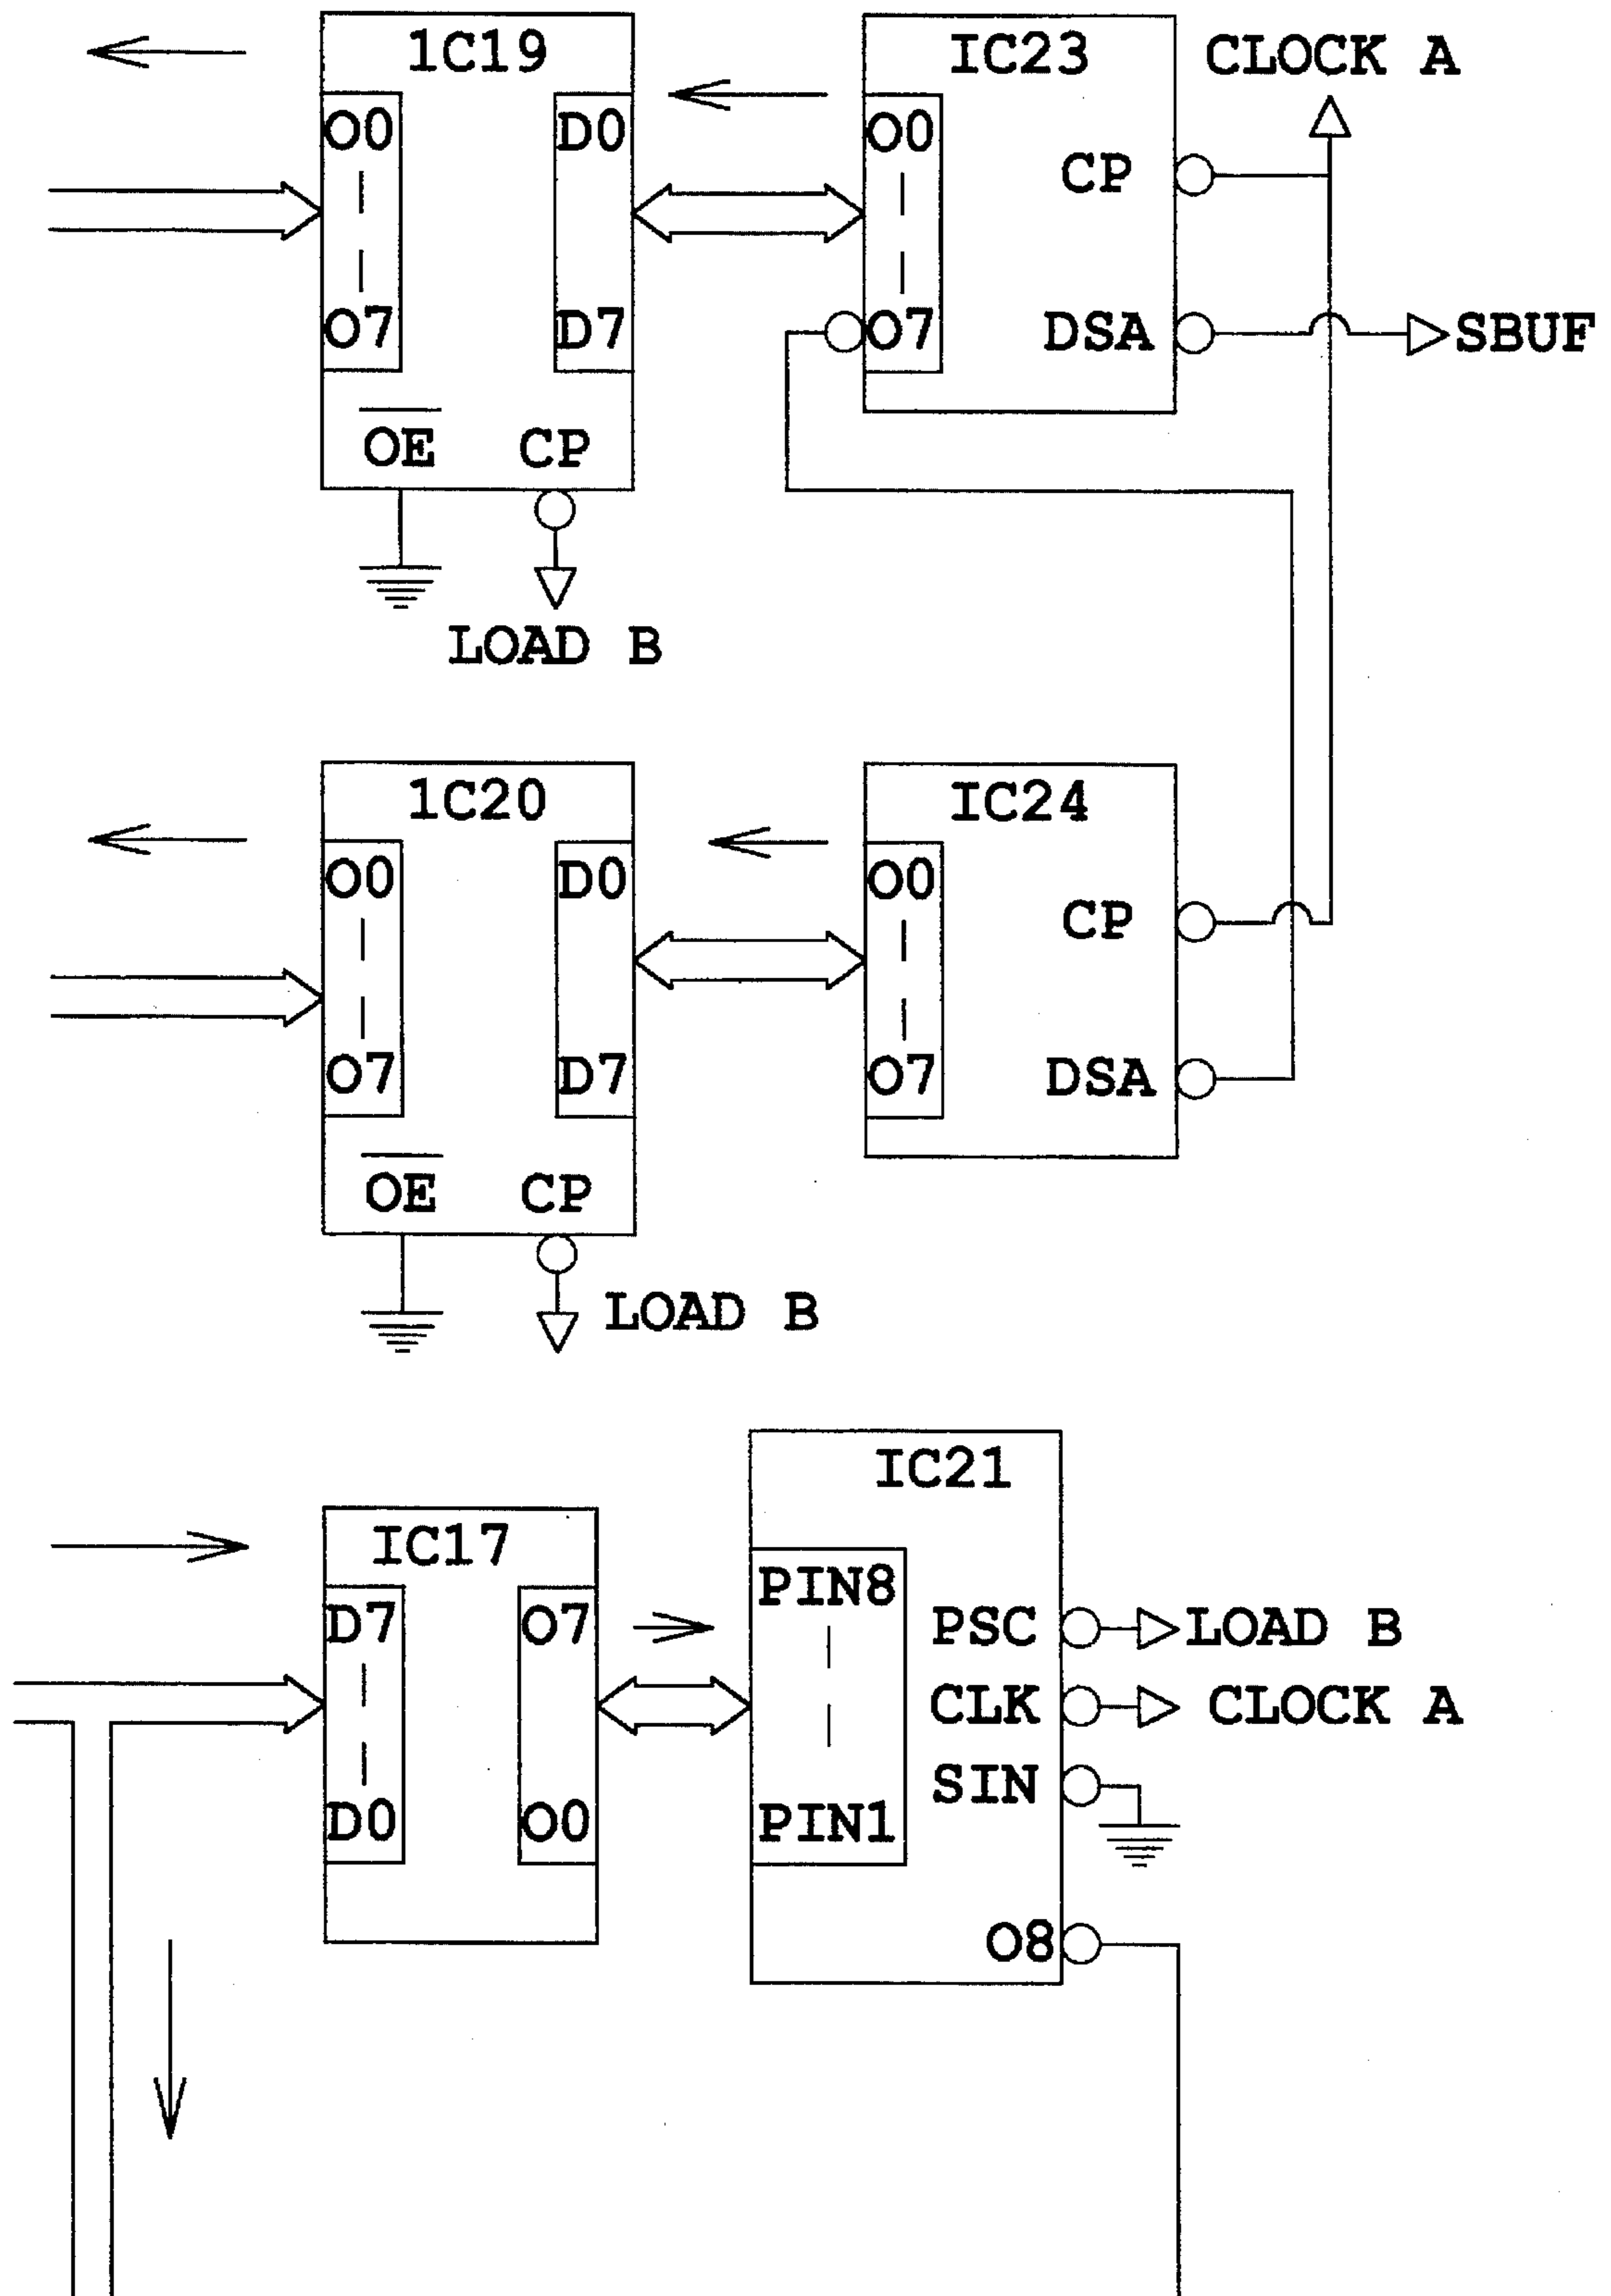 1C19
O0
O7
D0
D7
OE
CP
LOAD B
IC23
O0
O7
CP
DSA
CLOCK A
SBUF
1C20
O0
O7
D0
D7
OE
CP
LOAD B
IC24
O0
O7
CP
DSA
IC17
D7
D0
O7
O0
IC21
PIN8
PIN1
PSC
LOAD B
CLK
CLOCK A
SIN
O8